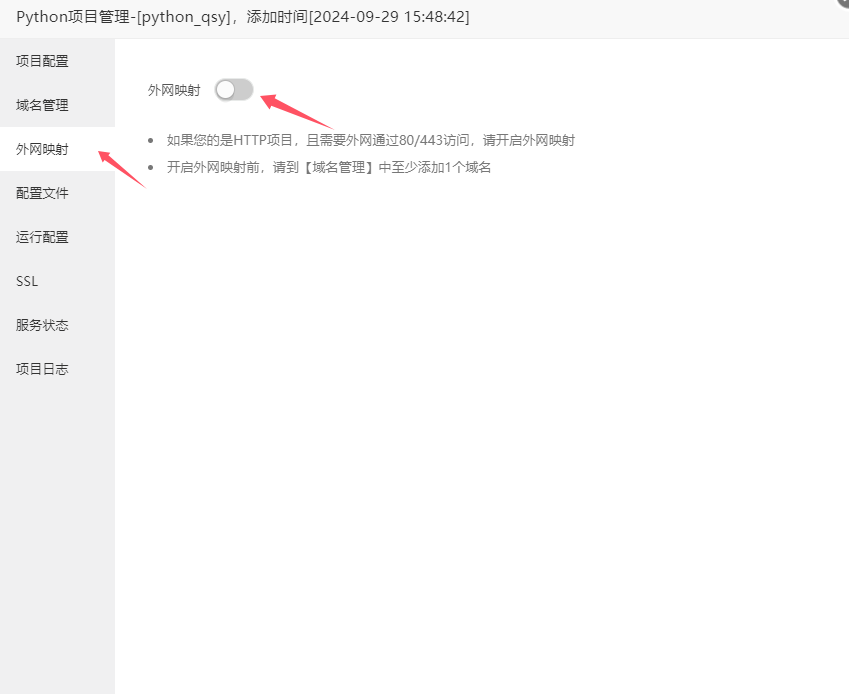 Python项目管理-[python_qsy]，添加时间[2024-09-29 15:48:42]
项目配置
域名管理
外网映射
配置文件
运行配置
SSL
服务状态
项目日志
外网映射
如果您的是HTTP项目，且需要外网通过80/443访问，请开启外网映射
开启外网映射前，请到【域名管理】中至少添加1个域名